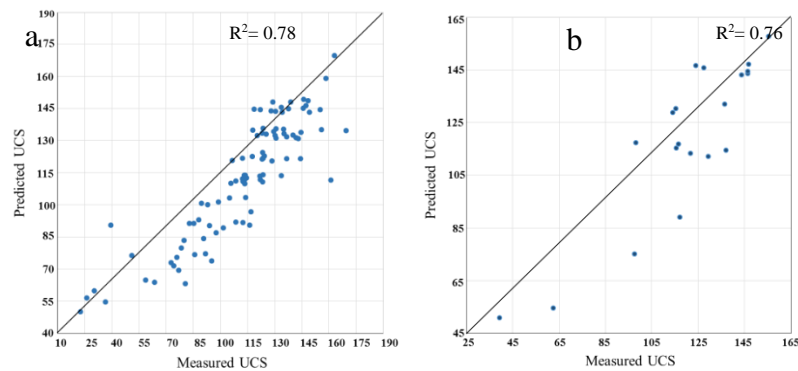 a
R²= 0.78
190
175
160
145
130
115
100
85
70
55
40
Predicted UCS
10 25 40 55 70 85 100 115 130 145 160 175 190
Measured UCS
b
R²= 0.76
165
145
125
105
85
65
45
Predicted UCS
25 45 65 85 105 125 145 165
Measured UCS